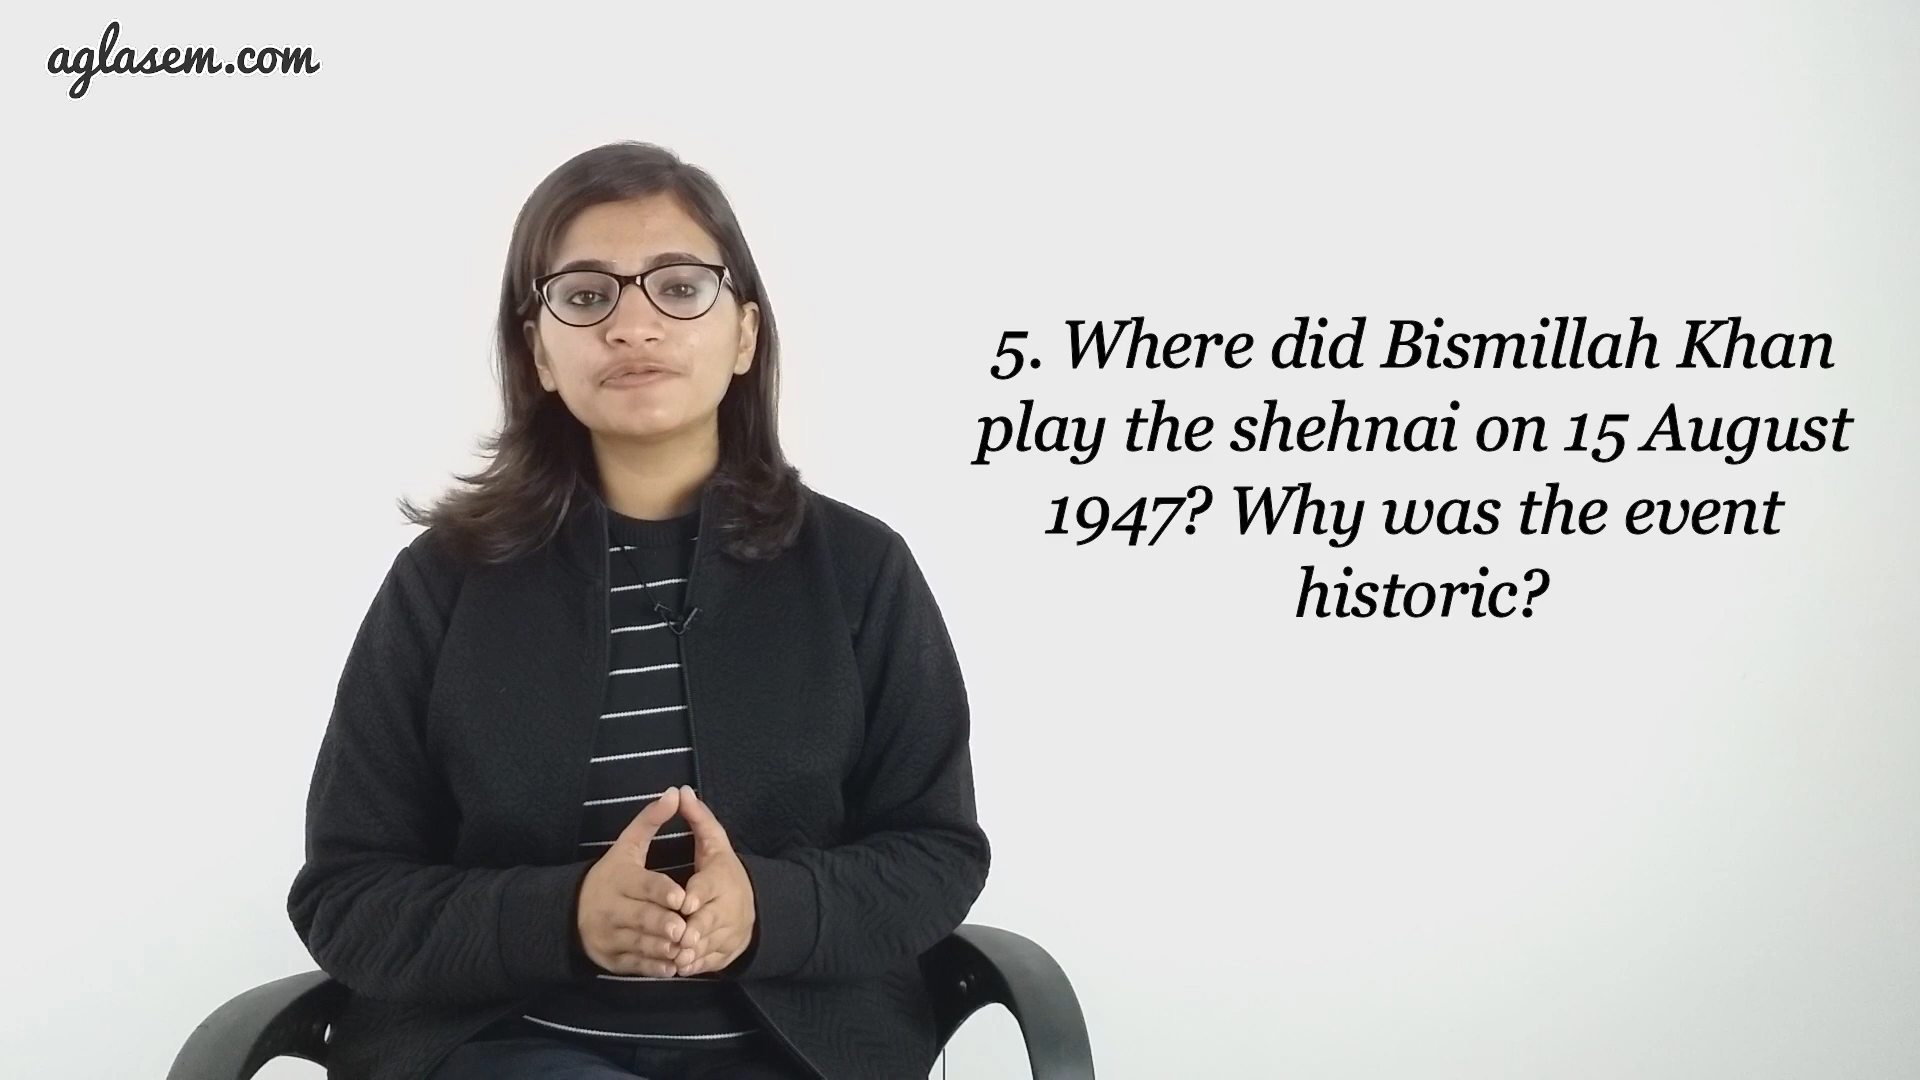 aglasem.com
5. Where did Bismillah Khan
play the shehnai on 15 August
1947? Why was the event
historic?